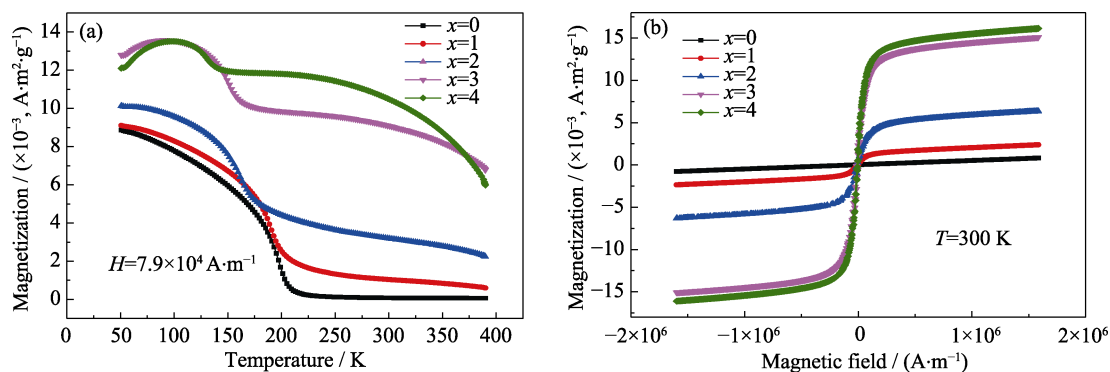 (a)
x=0
x=1
x=2
x=3
x=4
H=7.9×10⁴ A·m⁻¹
Magnetization / (×10⁻³, A·m²·g⁻¹)
14
12
10
8
6
4
2
0
0 50 100 150 200 250 300 350 400
Temperature / K
(b)
x=0
x=1
x=2
x=3
x=4
T=300 K
Magnetization / (×10⁻³, A·m²·g⁻¹)
15
10
5
0
−5
−10
−15
−2×10⁶ −1×10⁶ 0 1×10⁶ 2×10⁶
Magnetic field / (A·m⁻¹)